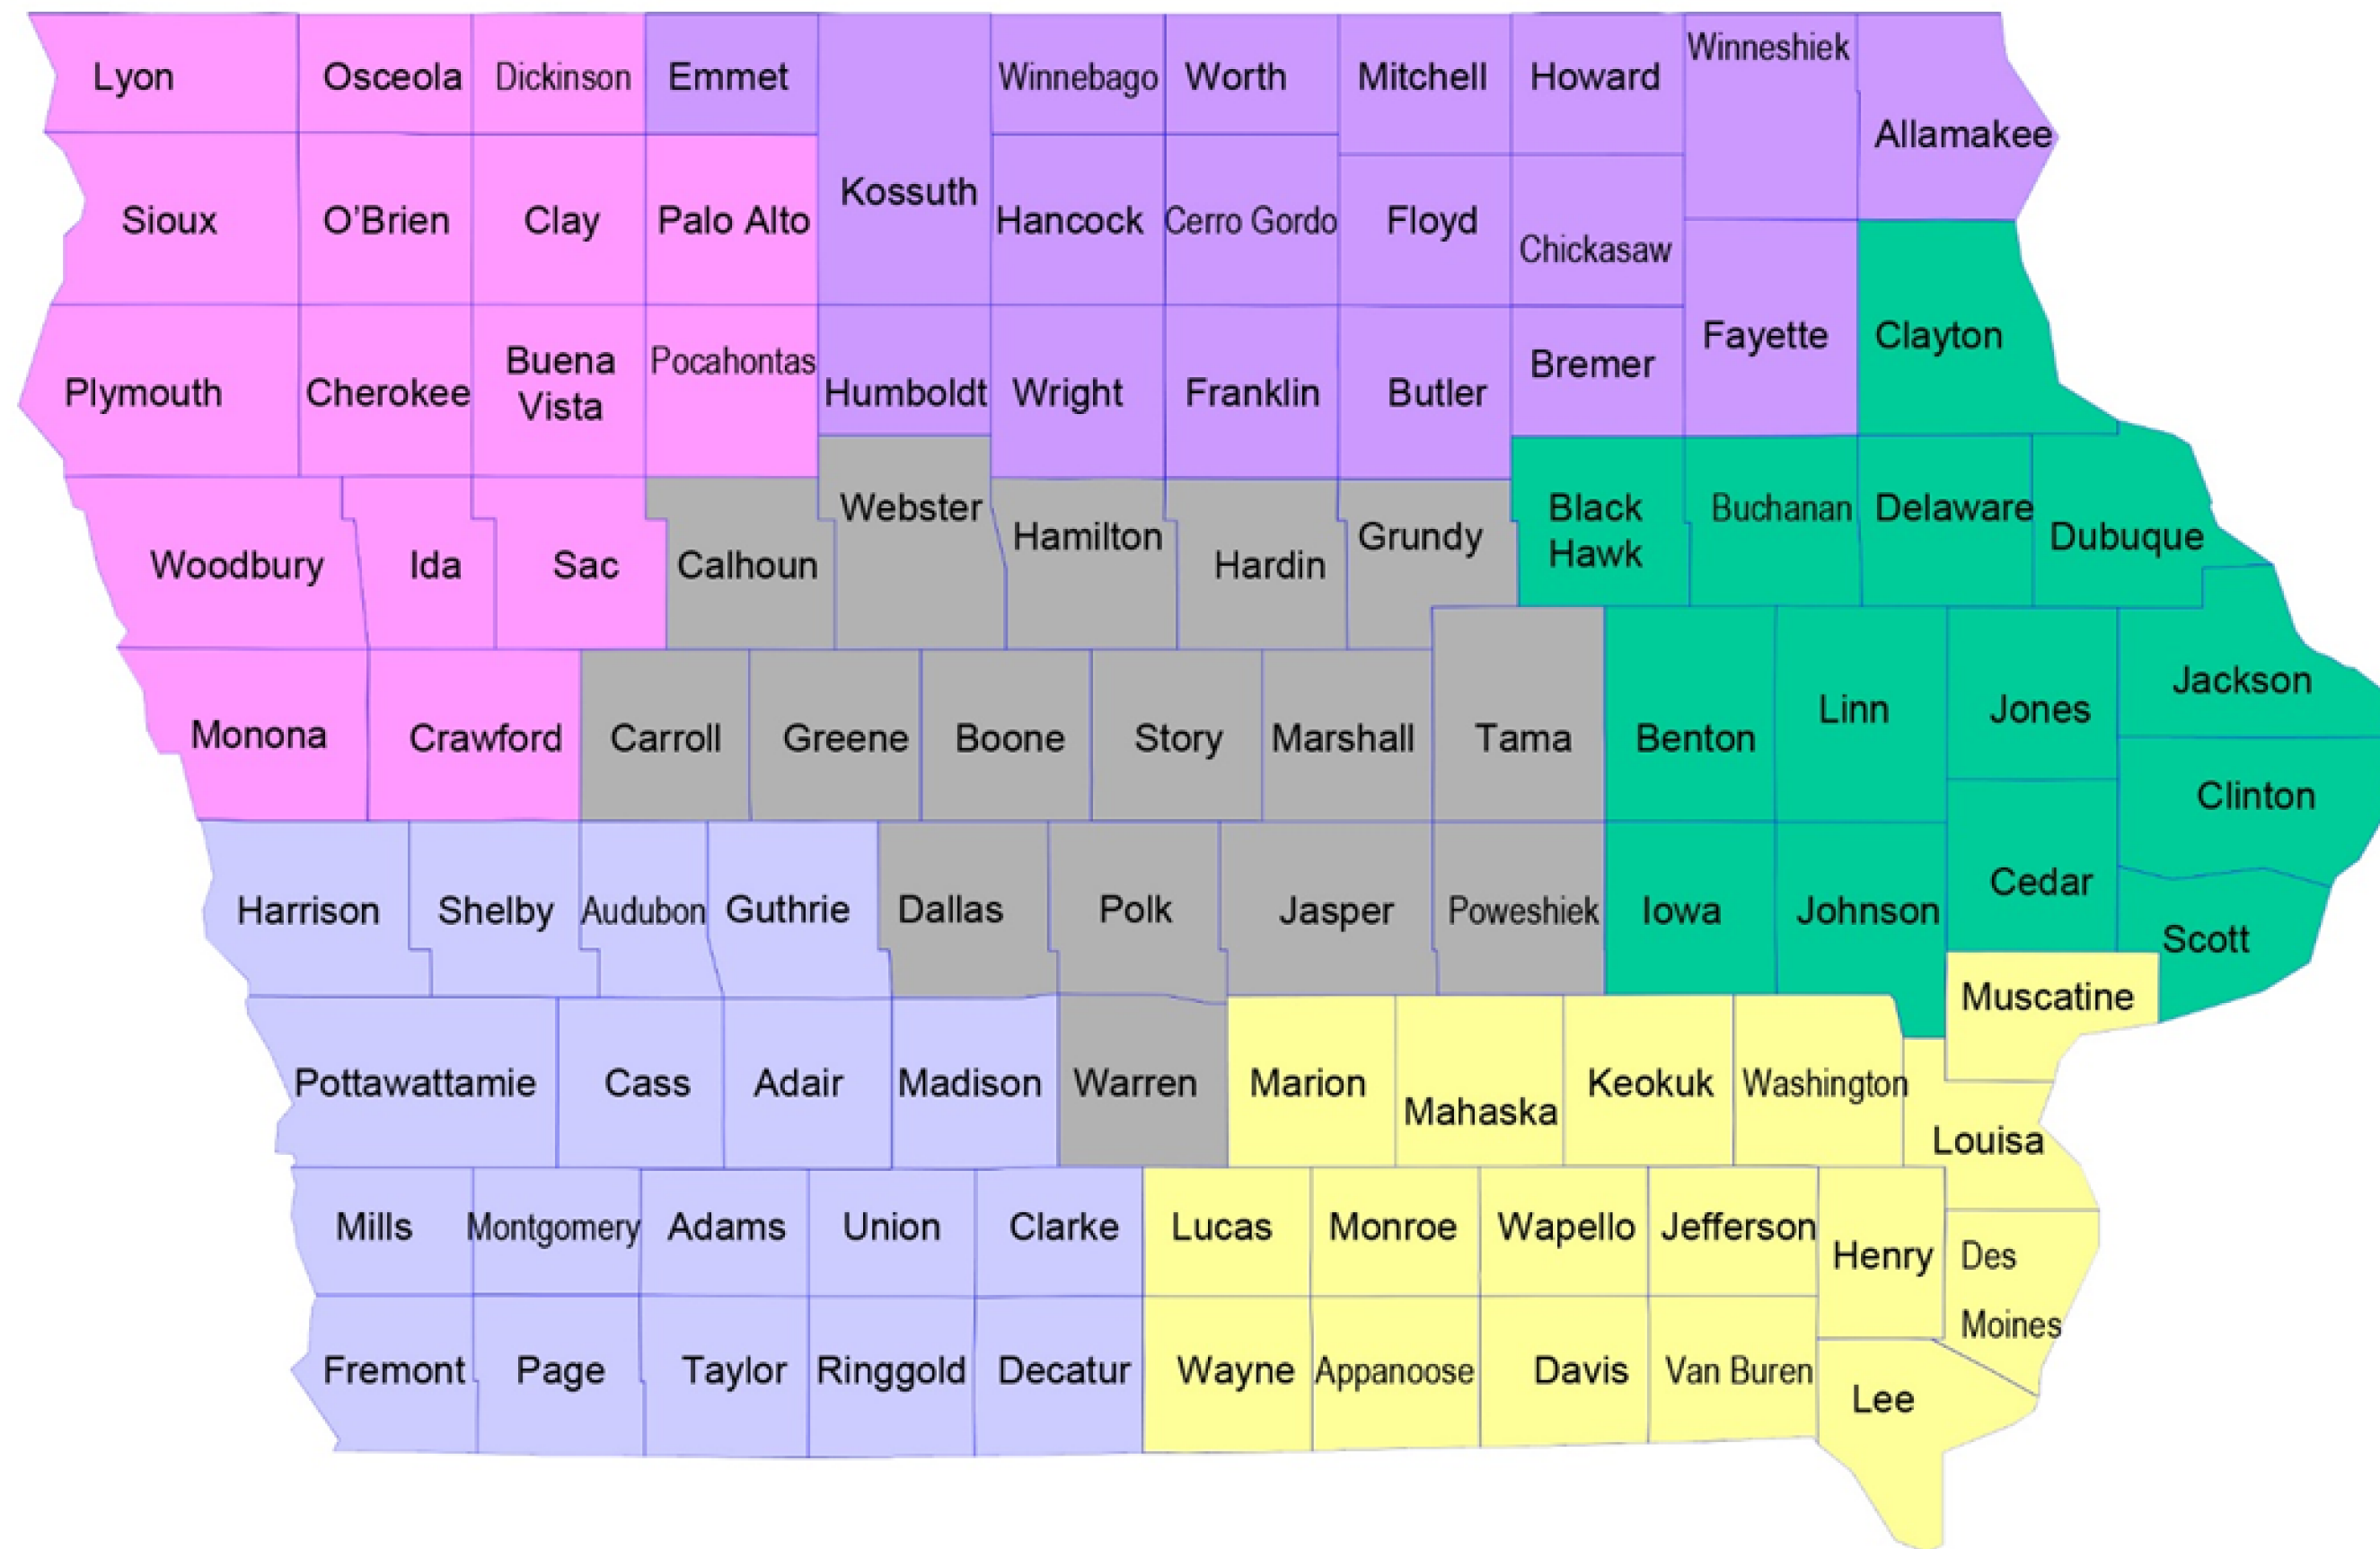 Lyon
Osceola
Dickinson
Emmet
Winnebago
Worth
Mitchell
Howard
Winneshiek
Allamakee
Sioux
O'Brien
Clay
Palo Alto
Kossuth
Hancock
Cerro Gordo
Floyd
Chickasaw
Plymouth
Cherokee
Buena
Vista
Pocahontas
Humboldt
Wright
Franklin
Butler
Bremer
Fayette
Clayton
Woodbury
Ida
Sac
Calhoun
Webster
Hamilton
Hardin
Grundy
Black
Hawk
Buchanan
Delaware
Dubuque
Monona
Crawford
Carroll
Greene
Boone
Story
Marshall
Tama
Benton
Linn
Jones
Jackson
Clinton
Harrison
Shelby
Audubon
Guthrie
Dallas
Polk
Jasper
Poweshiek
Iowa
Johnson
Cedar
Scott
Muscatine
Pottawattamie
Cass
Adair
Madison
Warren
Marion
Mahaska
Keokuk
Washington
Louisa
Mills
Montgomery
Adams
Union
Clarke
Lucas
Monroe
Wapello
Jefferson
Henry
Des
Moines
Fremont
Page
Taylor
Ringgold
Decatur
Wayne
Appanoose
Davis
Van Buren
Lee